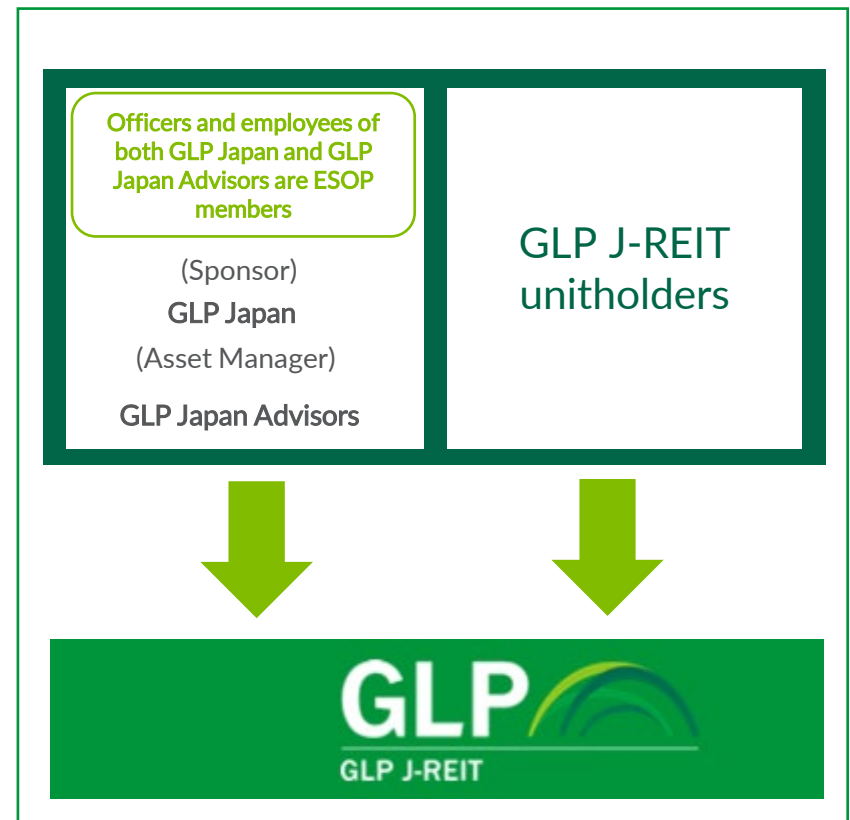 Officers and employees of
both GLP Japan and GLP
Japan Advisors are ESOP
members
(Sponsor)
GLP Japan
(Asset Manager)
GLP Japan Advisors
GLP J-REIT
unitholders
GLP
GLP J-REIT